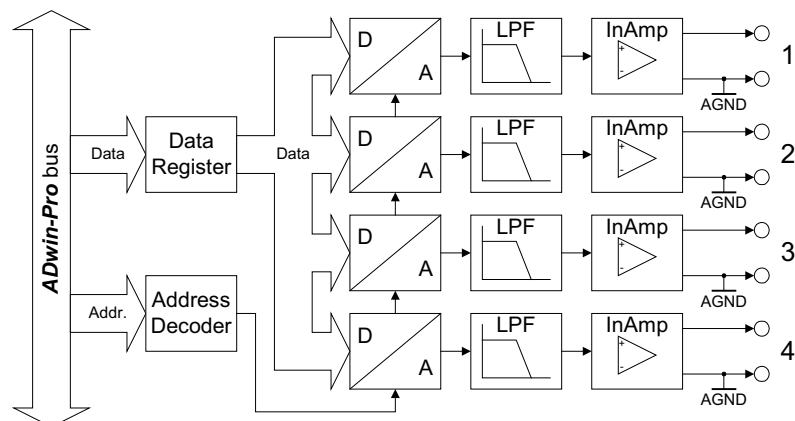 ADwin-Pro bus
Data
Data
Register
Data
Addr.
Address
Decoder
D
A
LPF
InAmp
+
-
AGND
1
D
A
LPF
InAmp
+
-
AGND
2
D
A
LPF
InAmp
+
-
AGND
3
D
A
LPF
InAmp
+
-
AGND
4